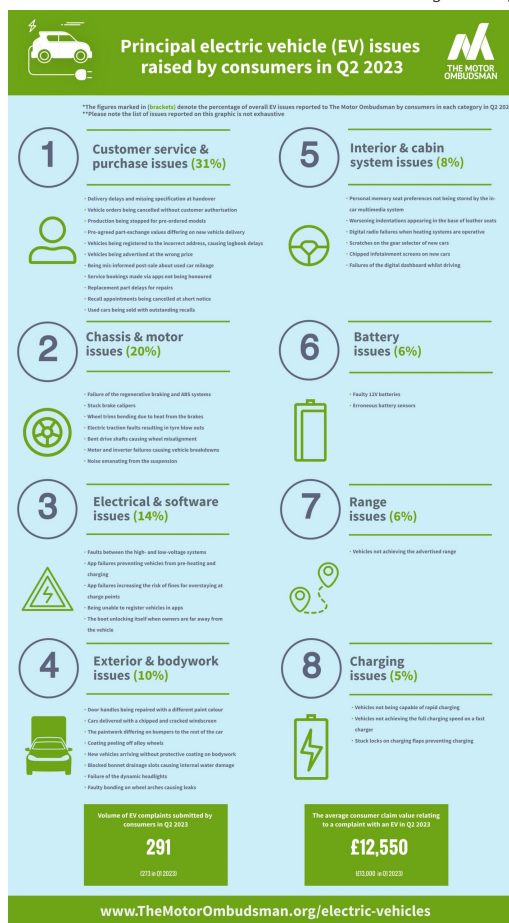 Principal electric vehicle (EV) issues
raised by consumers in Q2 2023
THE MOTOR
OMBUDSMAN
*The figures marked in (brackets) denote the percentage of overall EV issues reported to The Motor Ombudsman by consumers in each category in Q2 202
**Please note the list of issues reported on this graphic is not exhaustive
1
Customer service &
purchase issues (31%)
· Delivery delays and missing specification at handover
· Vehicle orders being cancelled without customer authorisation
· Production being stopped for pre-ordered models
· Pre-agreed part-exchange values differing on new vehicle delivery
· Vehicles being registered to the incorrect address, causing logbook delays
· Vehicles being advertised at the wrong price
· Being mis-informed post-sale about used car mileage
· Service bookings made via apps not being honoured
· Replacement part delays for repairs
· Recall appointments being cancelled at short notice
· Used cars being sold with outstanding recalls
2
Chassis & motor
issues (20%)
· Failure of the regenerative braking and ABS systems
· Stuck brake calipers
· Wheel trims bending due to heat from the brakes
· Electric traction faults resulting in tyre blow outs
· Bent drive shafts causing wheel misalignment
· Motor and inverter failures causing vehicle breakdowns
· Noise emanating from the suspension
3
Electrical & software
issues (14%)
· Faults between the high- and low-voltage systems
· App failures preventing vehicles from pre-heating and
charging
· App failures increasing the risk of fines for overstaying at
charge points
· Being unable to register vehicles in apps
· The boot unlocking itself when owners are far away from
the vehicle
4
Exterior & bodywork
issues (10%)
· Door handles being repaired with a different paint colour
· Cars delivered with a chipped and cracked windscreen
· The paintwork differing on bumpers to the rest of the car
· Coating peeling off alloy wheels
· New vehicles arriving without protective coating on bodywork
· Blocked bonnet drainage slots causing internal water damage
· Failure of the dynamic headlights
· Faulty bonding on wheel arches causing leaks
5
Interior & cabin
system issues (8%)
· Personal memory seat preferences not being stored by the in-
car multimedia system
· Worsening indentations appearing in the base of leather seats
· Digital radio failures when heating systems are operative
· Scratches on the gear selector of new cars
· Chipped infotainment screens on new cars
· Failures of the digital dashboard whilst driving
6
Battery
issues (6%)
· Faulty 12V batteries
· Erroneous battery sensors
7
Range
issues (6%)
· Vehicles not achieving the advertised range
8
Charging
issues (5%)
· Vehicles not being capable of rapid charging
· Vehicles not achieving the full charging speed on a fast
charger
· Stuck locks on charging flaps preventing charging
Volume of EV complaints submitted by
consumers in Q2 2023
291
(273 in Q1 2023)
The average consumer claim value relating
to a complaint with an EV in Q2 2023
£12,550
(£13,000 in Q1 2023)
www.TheMotorOmbudsman.org/electric-vehicles